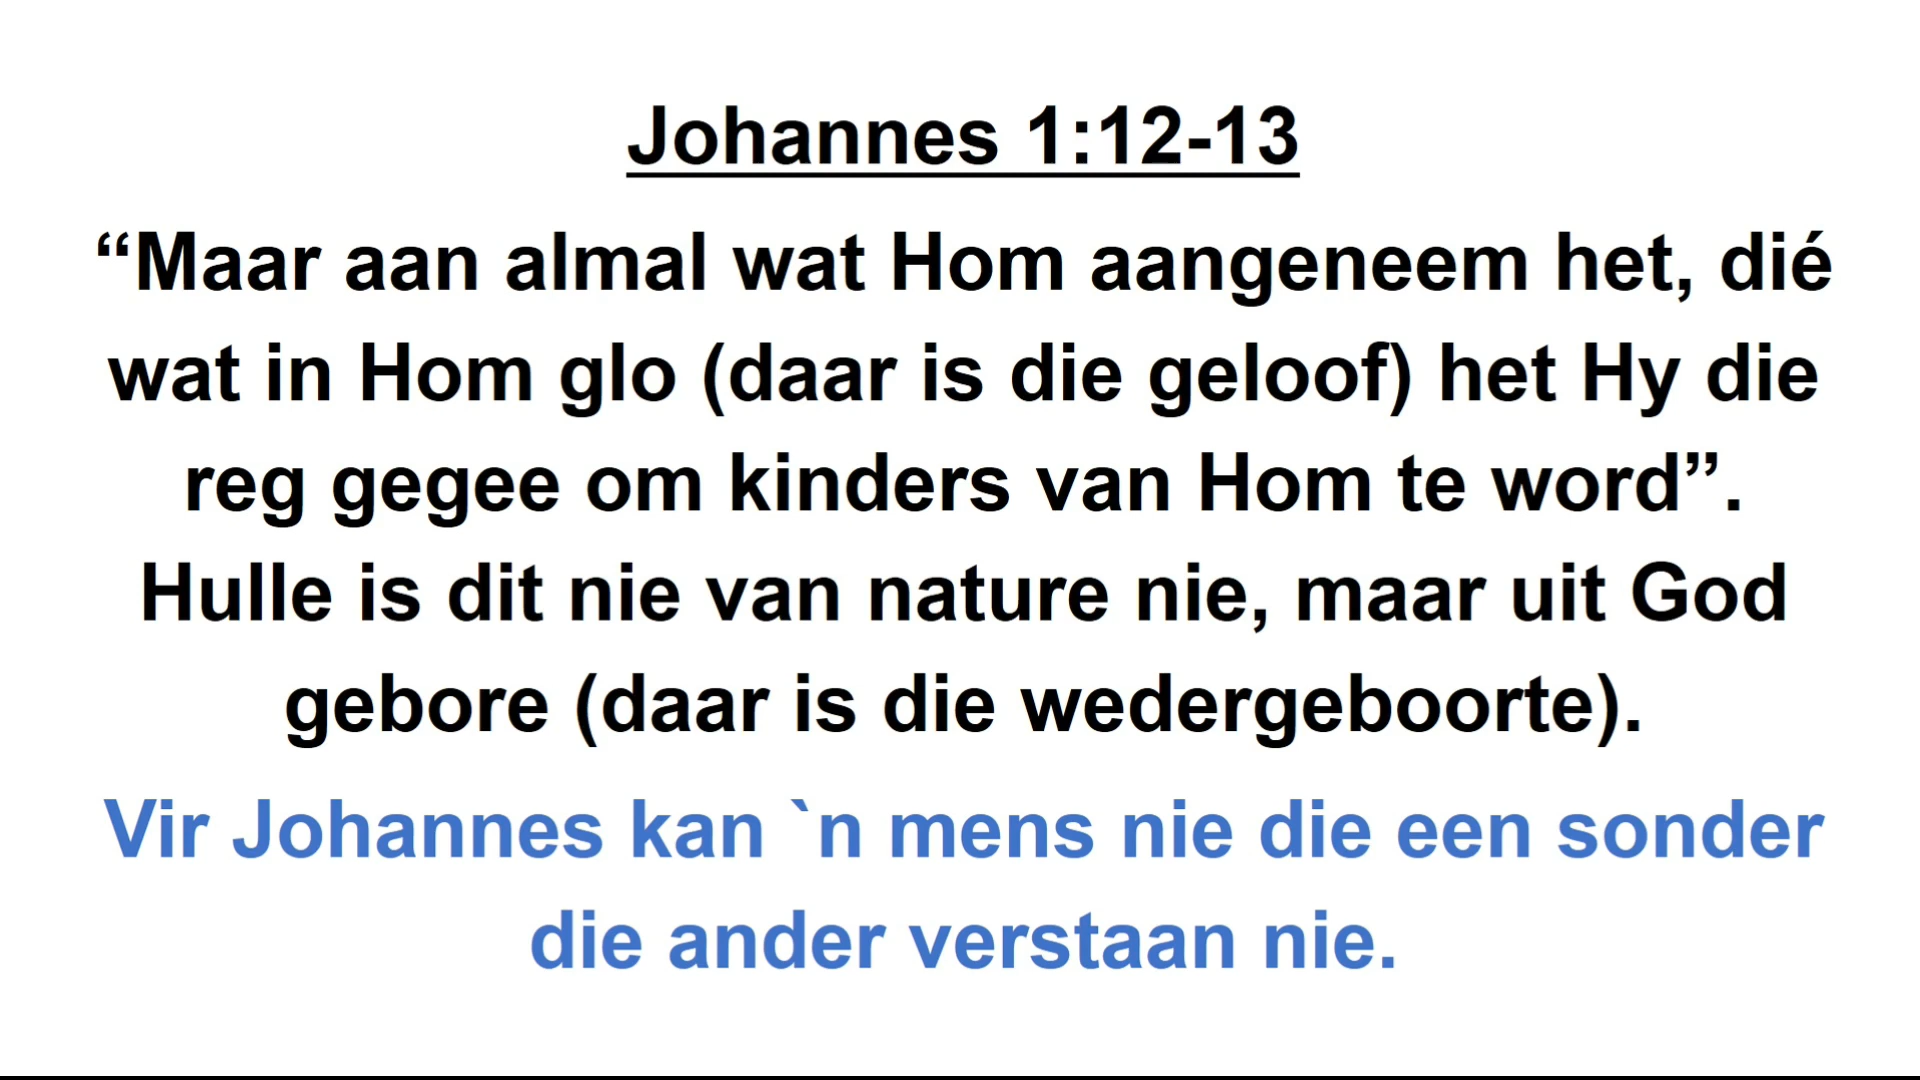 Johannes 1:12-13
“Maar aan almal wat Hom aangeneem het, dié
wat in Hom glo (daar is die geloof) het Hy die
reg gegee om kinders van Hom te word”.
Hulle is dit nie van nature nie, maar uit God
gebore (daar is die wedergeboorte).
Vir Johannes kan `n mens nie die een sonder
die ander verstaan nie.